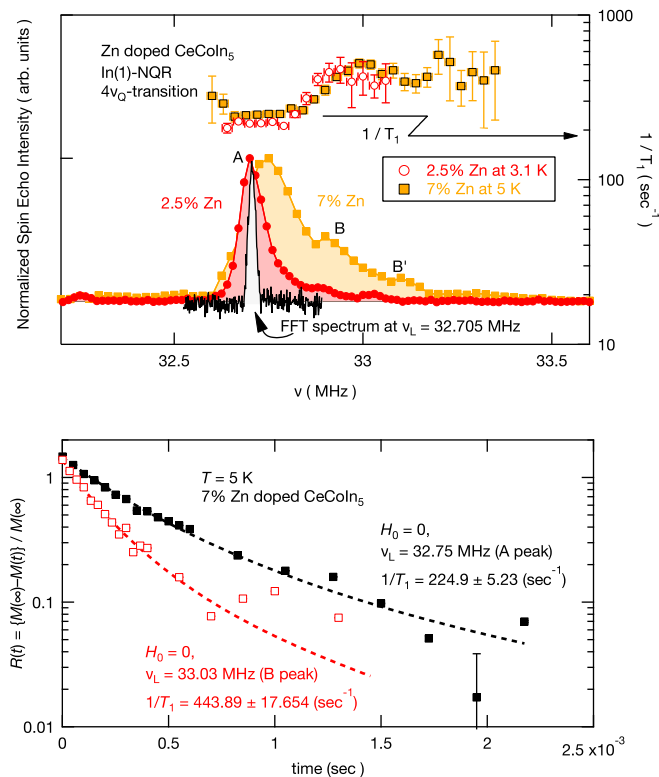 Normalized Spin Echo Intensity ( arb. units )
Zn doped CeCoIn₅
In(1)-NQR
4ν_Q-transition
1000
100
10
1 / T₁ (sec⁻¹)
1 / T₁
2.5% Zn at 3.1 K
7% Zn at 5 K
A
2.5% Zn
7% Zn
B
B'
FFT spectrum at ν_L = 32.705 MHz
32.5
33
33.5
ν ( MHz )
R(t) = {M(∞)–M(t)} / M(∞)
1
0.1
0.01
T = 5 K
7% Zn doped CeCoIn₅
H₀ = 0,
ν_L = 32.75 MHz (A peak)
1/T₁ = 224.9 ± 5.23 (sec⁻¹)
H₀ = 0,
ν_L = 33.03 MHz (B peak)
1/T₁ = 443.89 ± 17.654 (sec⁻¹)
0
0.5
1
1.5
2
2.5 x10⁻³
time (sec )